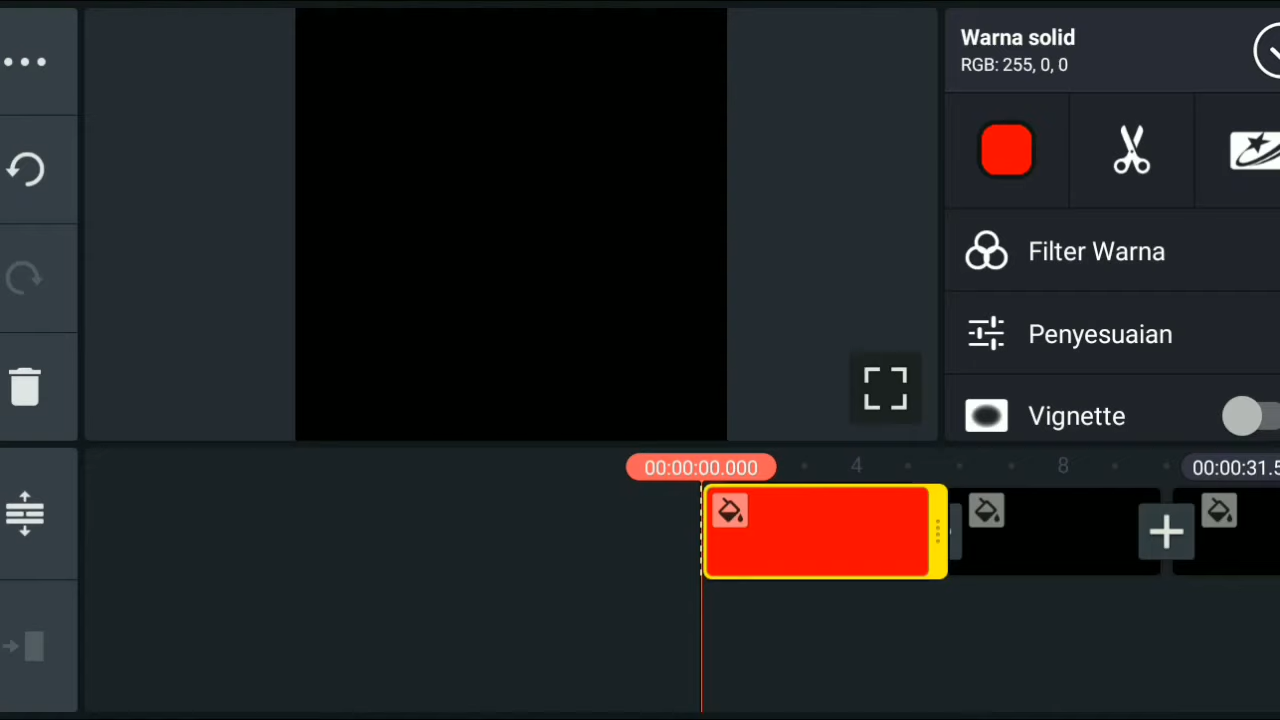 Warna solid
RGB: 255, 0, 0
Filter Warna
Penyesuaian
Vignette
00:00:00.000
4
8
00:00:31.5